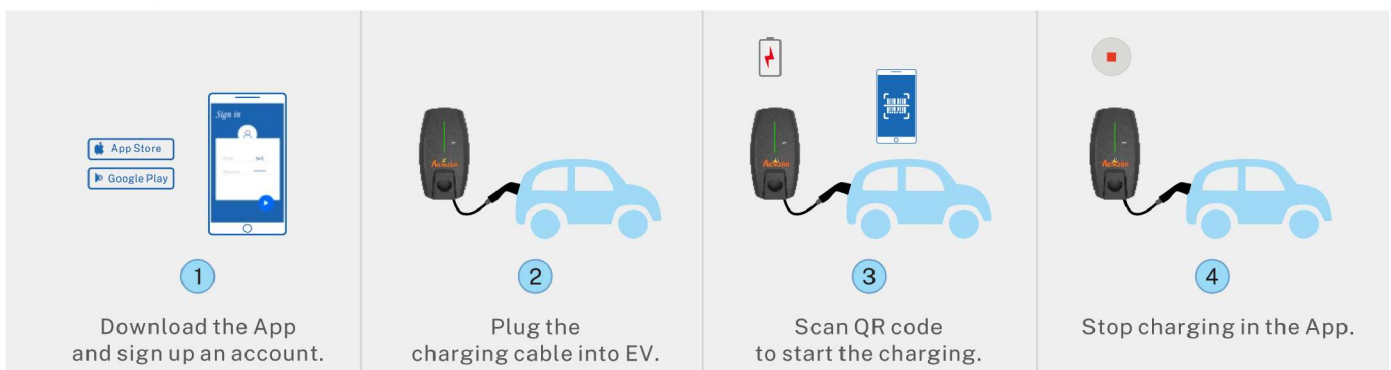 App Store
Google Play
Sign in
1
Download the App
and sign up an account.
2
Plug the
charging cable into EV.
3
Scan QR code
to start the charging.
4
Stop charging in the App.